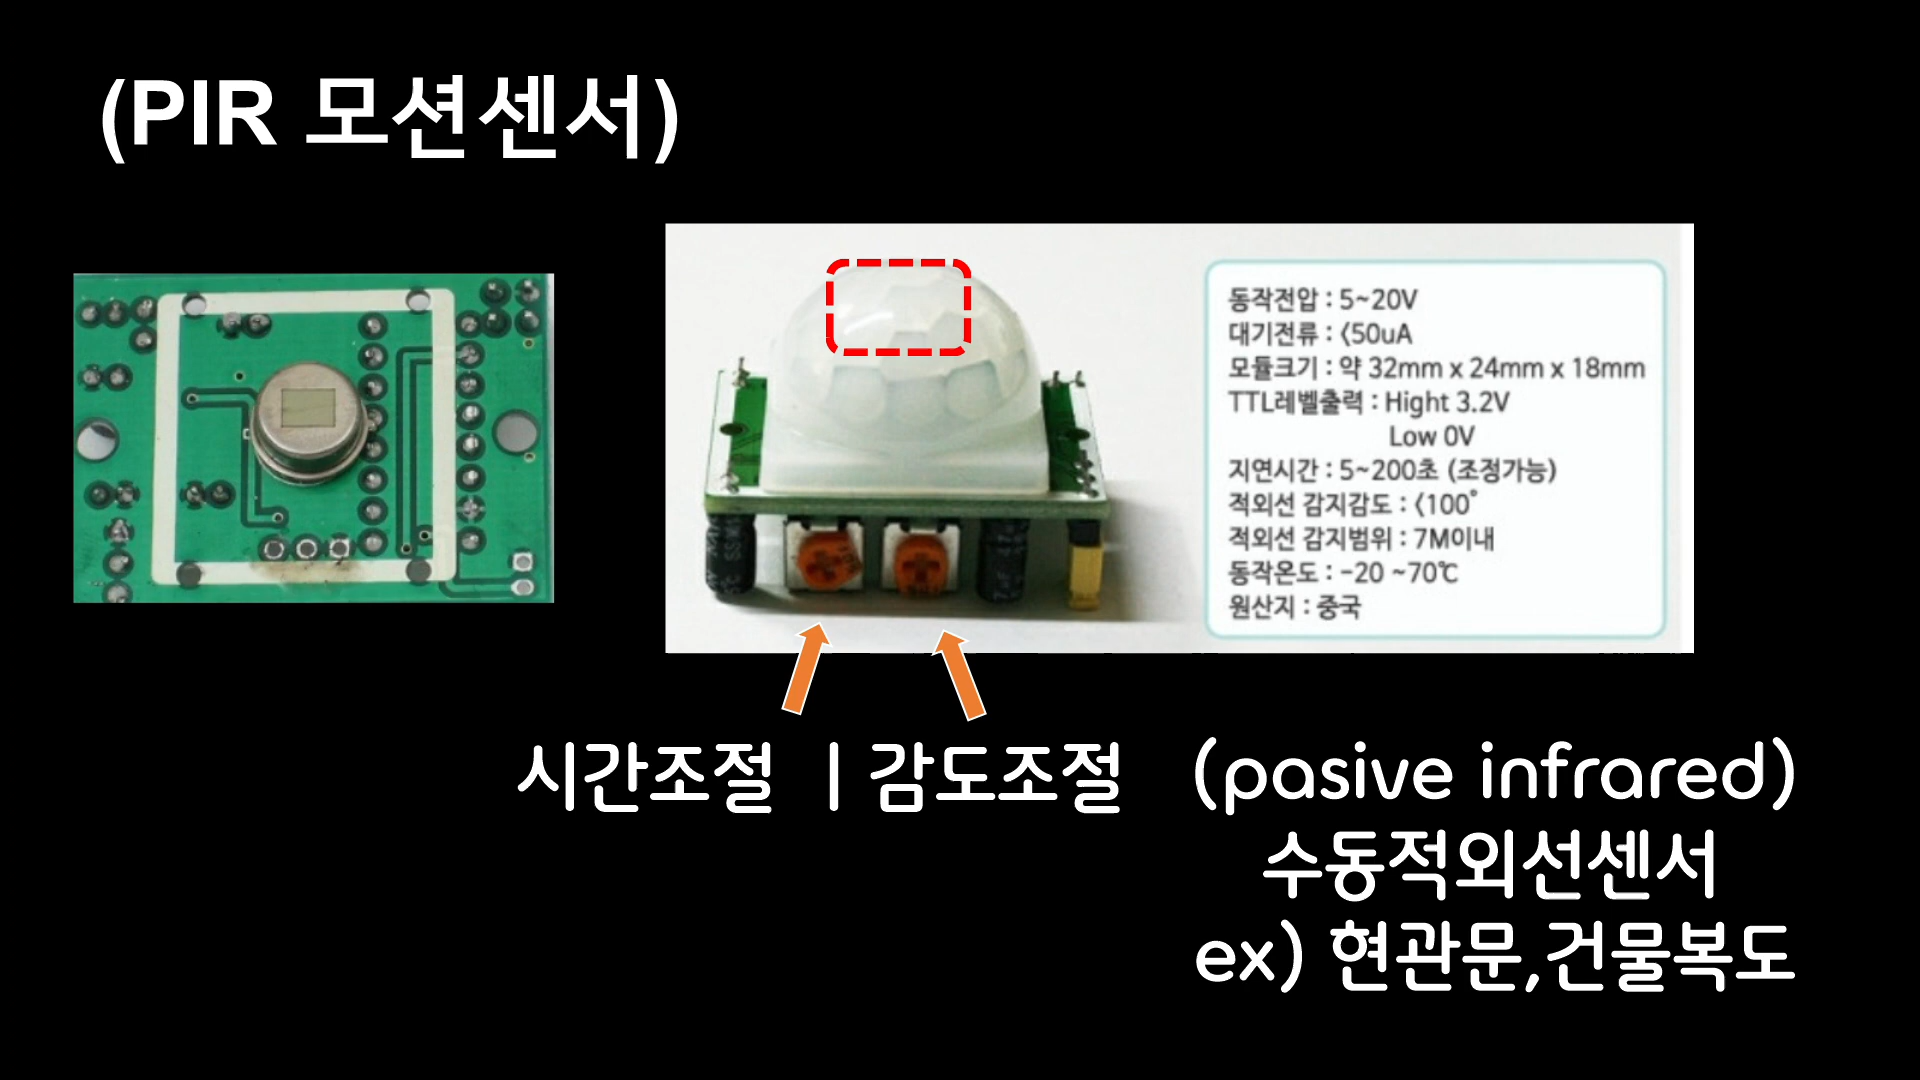 (PIR 모션센서)
동작전압 : 5~20V
대기전류 : <50uA
모듈크기 : 약 32mm x 24mm x 18mm
TTL레벨출력 : Hight 3.2V
Low 0V
지연시간 : 5~200초 (조정가능)
적외선 감지감도 : <100˚
적외선 감지범위 : 7M이내
동작온도 : -20 ~70℃
원산지 : 중국
시간조절 | 감도조절
(pasive infrared)
수동적외선센서
ex) 현관문,건물복도